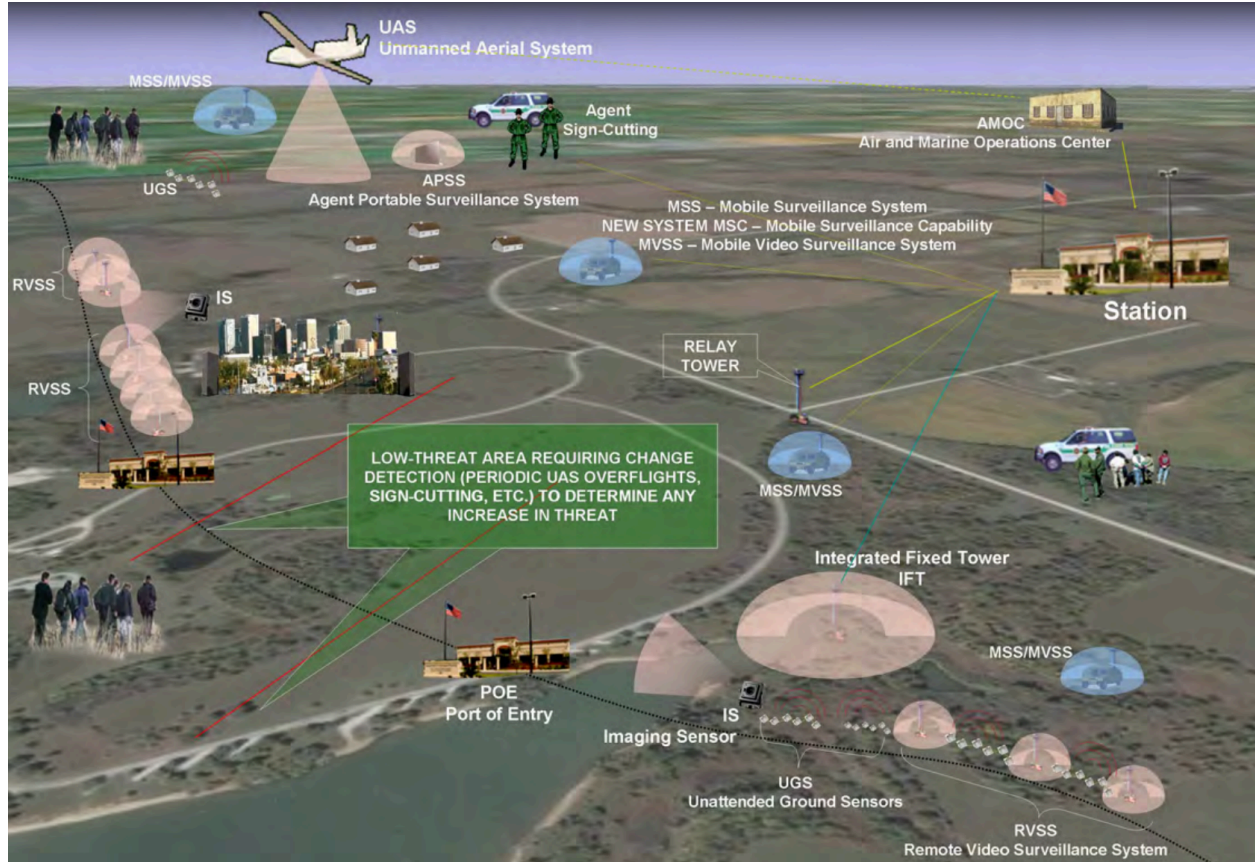 UAS
Unmanned Aerial System
MSS/MVSS
Agent
Sign-Cutting
AMOC
Air and Marine Operations Center
UGS
APSS
Agent Portable Surveillance System
MSS – Mobile Surveillance System
NEW SYSTEM MSC – Mobile Surveillance Capability
MVSS – Mobile Video Surveillance System
RVSS
IS
Station
RELAY
TOWER
RVSS
LOW-THREAT AREA REQUIRING CHANGE
DETECTION (PERIODIC UAS OVERFLIGHTS,
SIGN-CUTTING, ETC.) TO DETERMINE ANY
INCREASE IN THREAT
MSS/MVSS
Integrated Fixed Tower
IFT
MSS/MVSS
POE
Port of Entry
IS
Imaging Sensor
UGS
Unattended Ground Sensors
RVSS
Remote Video Surveillance System